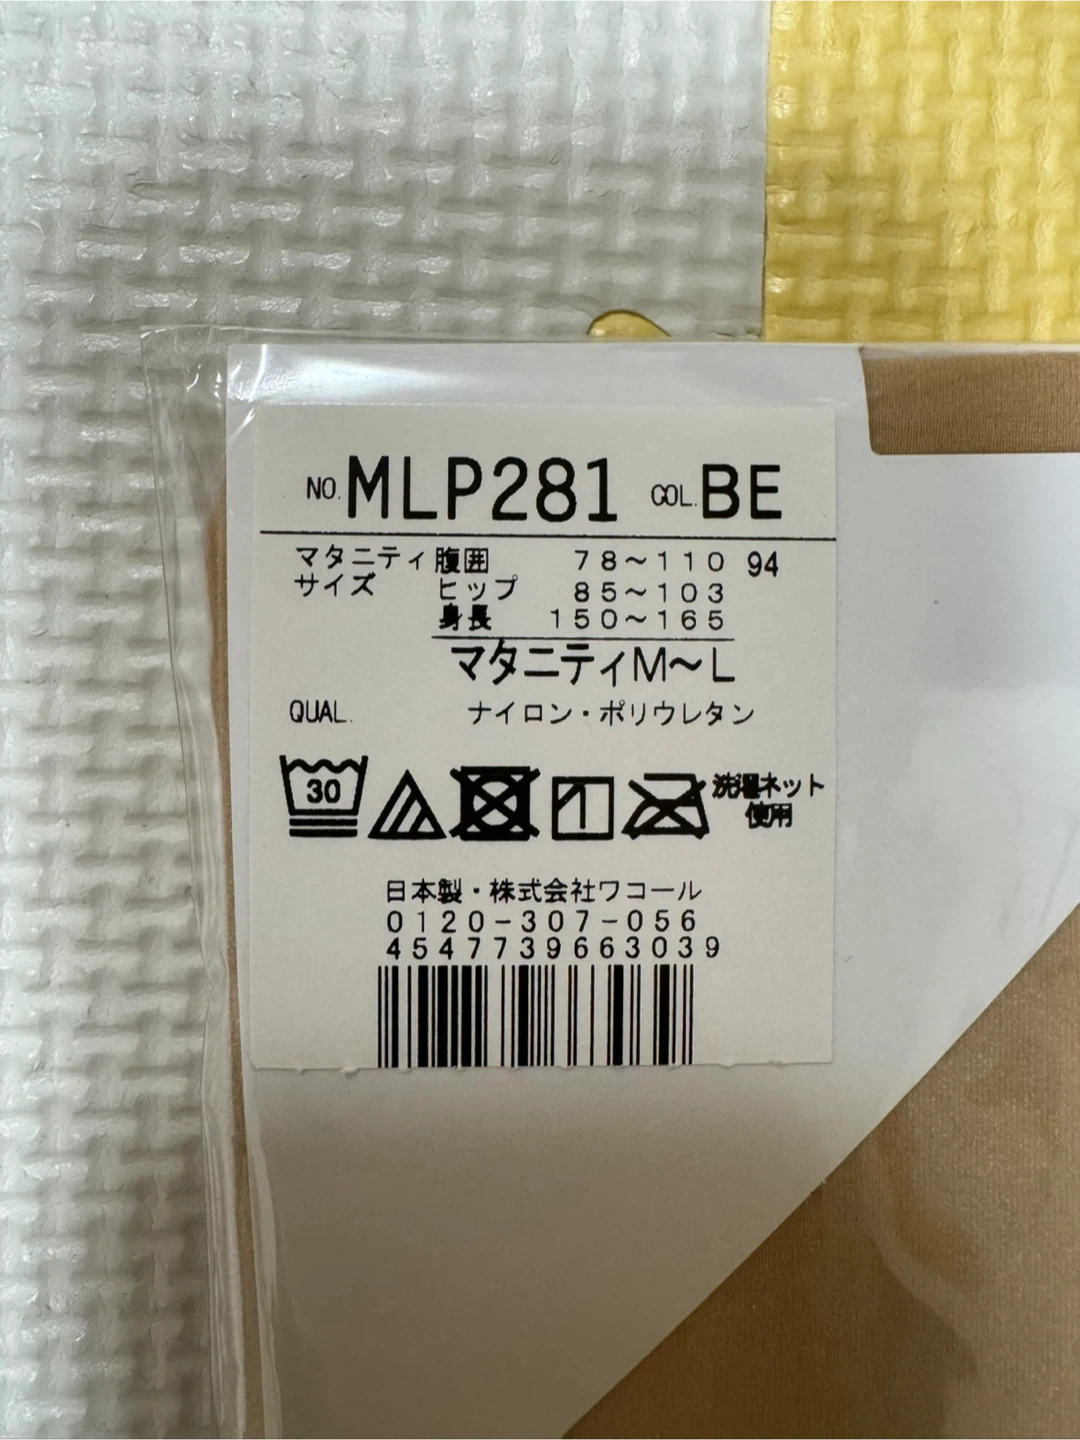 NO. MLP281 COL. BE
マタニティ 腹囲 78～110 94
サイズ ヒップ 85～103
身長 150～165
マタニティM～L
QUAL. ナイロン・ポリウレタン
30 洗濯ネット
使用
日本製・株式会社ワコール
0120-307-056
4547739663039